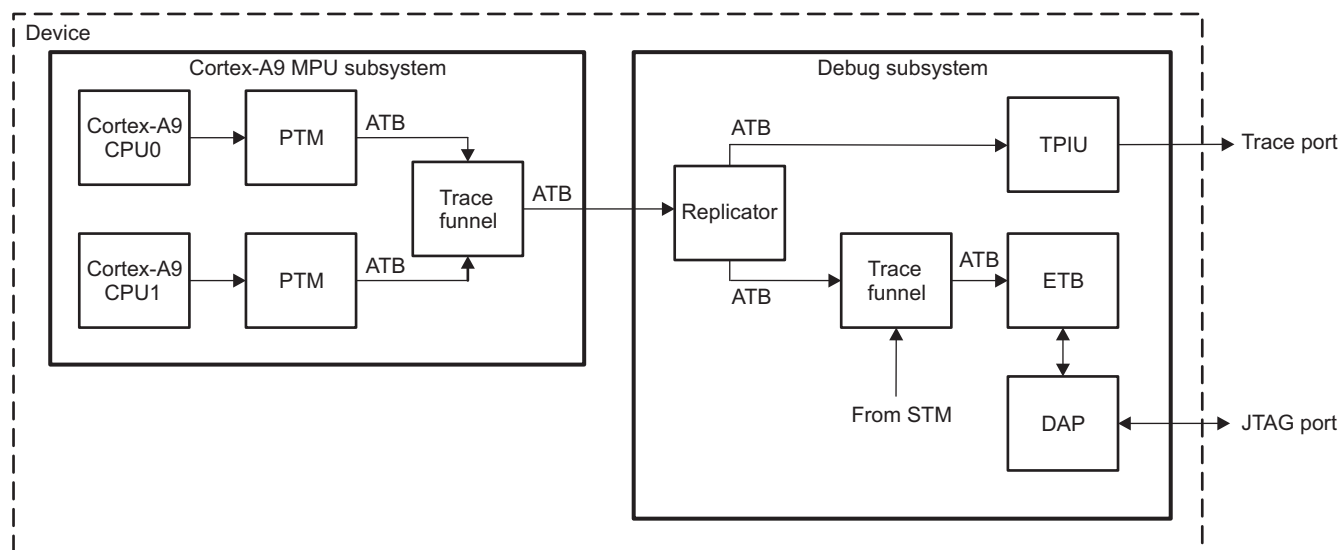 Device
Cortex-A9 MPU subsystem
Debug subsystem
Cortex-A9
CPU0
PTM
ATB
Trace
funnel
ATB
Cortex-A9
CPU1
PTM
ATB
Replicator
ATB
TPIU
Trace port
ATB
Trace
funnel
ATB
ETB
From STM
DAP
JTAG port